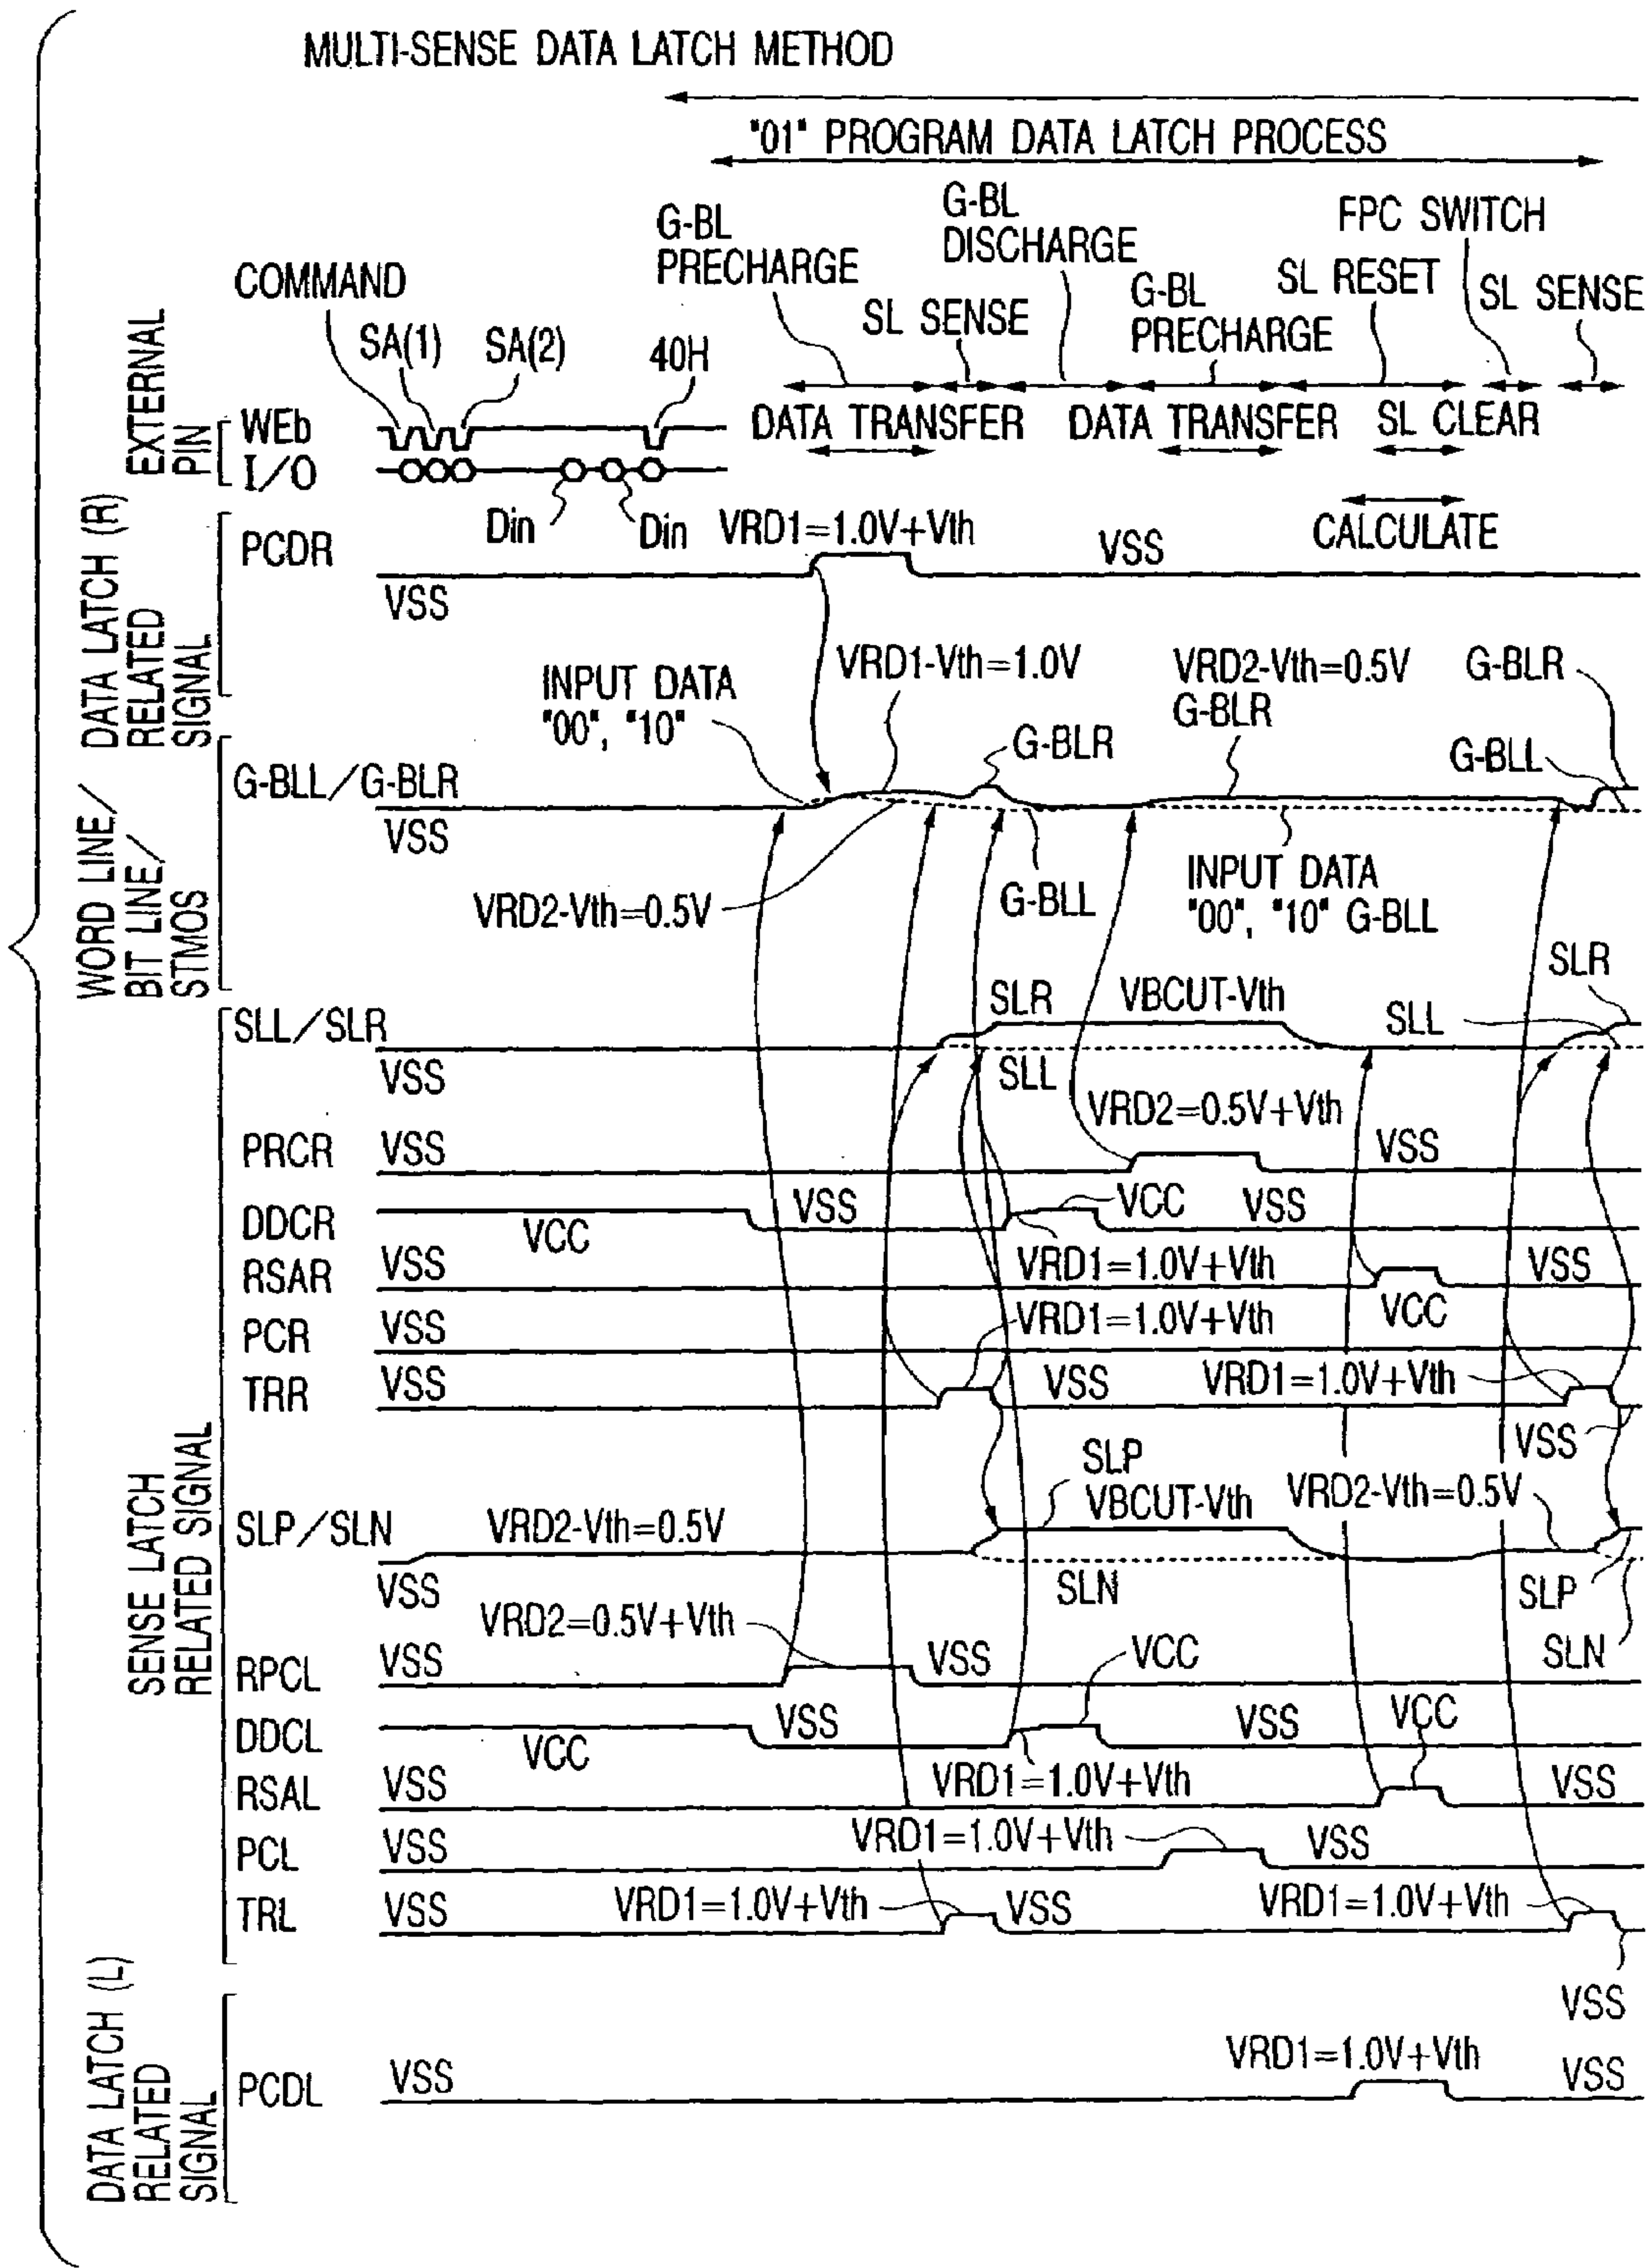 MULTI-SENSE DATA LATCH METHOD
"01" PROGRAM DATA LATCH PROCESS
G-BL
PRECHARGE
G-BL
DISCHARGE
FPC SWITCH
COMMAND
SL SENSE
G-BL
PRECHARGE
SL RESET
SL SENSE
SA(1)
SA(2)
40H
EXTERNAL
PIN
WEb
I/O
DATA TRANSFER
DATA TRANSFER
SL CLEAR
Din
Din
CALCULATE
DATA LATCH (R)
RELATED
SIGNAL
PCDR
VSS
VRD1=1.0V+Vth
VSS
INPUT DATA
"00", "10"
VRD1-Vth=1.0V
VRD2-Vth=0.5V
G-BLR
G-BLR
G-BLR
G-BLL
WORD LINE/
BIT LINE/
STMOS
G-BLL/G-BLR
VSS
VRD2-Vth=0.5V
G-BLL
INPUT DATA
"00", "10" G-BLL
SENSE LATCH
RELATED SIGNAL
SLL/SLR
VSS
SLR
VBCUT-Vth
SLL
SLL
SLR
PRCR
VSS
VRD2=0.5V+Vth
VSS
DDCR
VCC
VSS
VCC
VSS
VRD1=1.0V+Vth
RSAR
VSS
VSS
VCC
PCR
VSS
VRD1=1.0V+Vth
TRR
VSS
VSS
VRD1=1.0V+Vth
VSS
SLP/SLN
VRD2-Vth=0.5V
VSS
SLP
VBCUT-Vth
VRD2-Vth=0.5V
SLN
SLP
SLN
RPCL
VSS
VRD2=0.5V+Vth
VSS
DDCL
VCC
VSS
VCC
VSS
VRD1=1.0V+Vth
RSAL
VSS
VCC
VSS
PCL
VSS
VRD1=1.0V+Vth
VSS
TRL
VSS
VRD1=1.0V+Vth
VSS
VRD1=1.0V+Vth
VSS
DATA LATCH (L)
RELATED
SIGNAL
PCDL
VSS
VRD1=1.0V+Vth
VSS